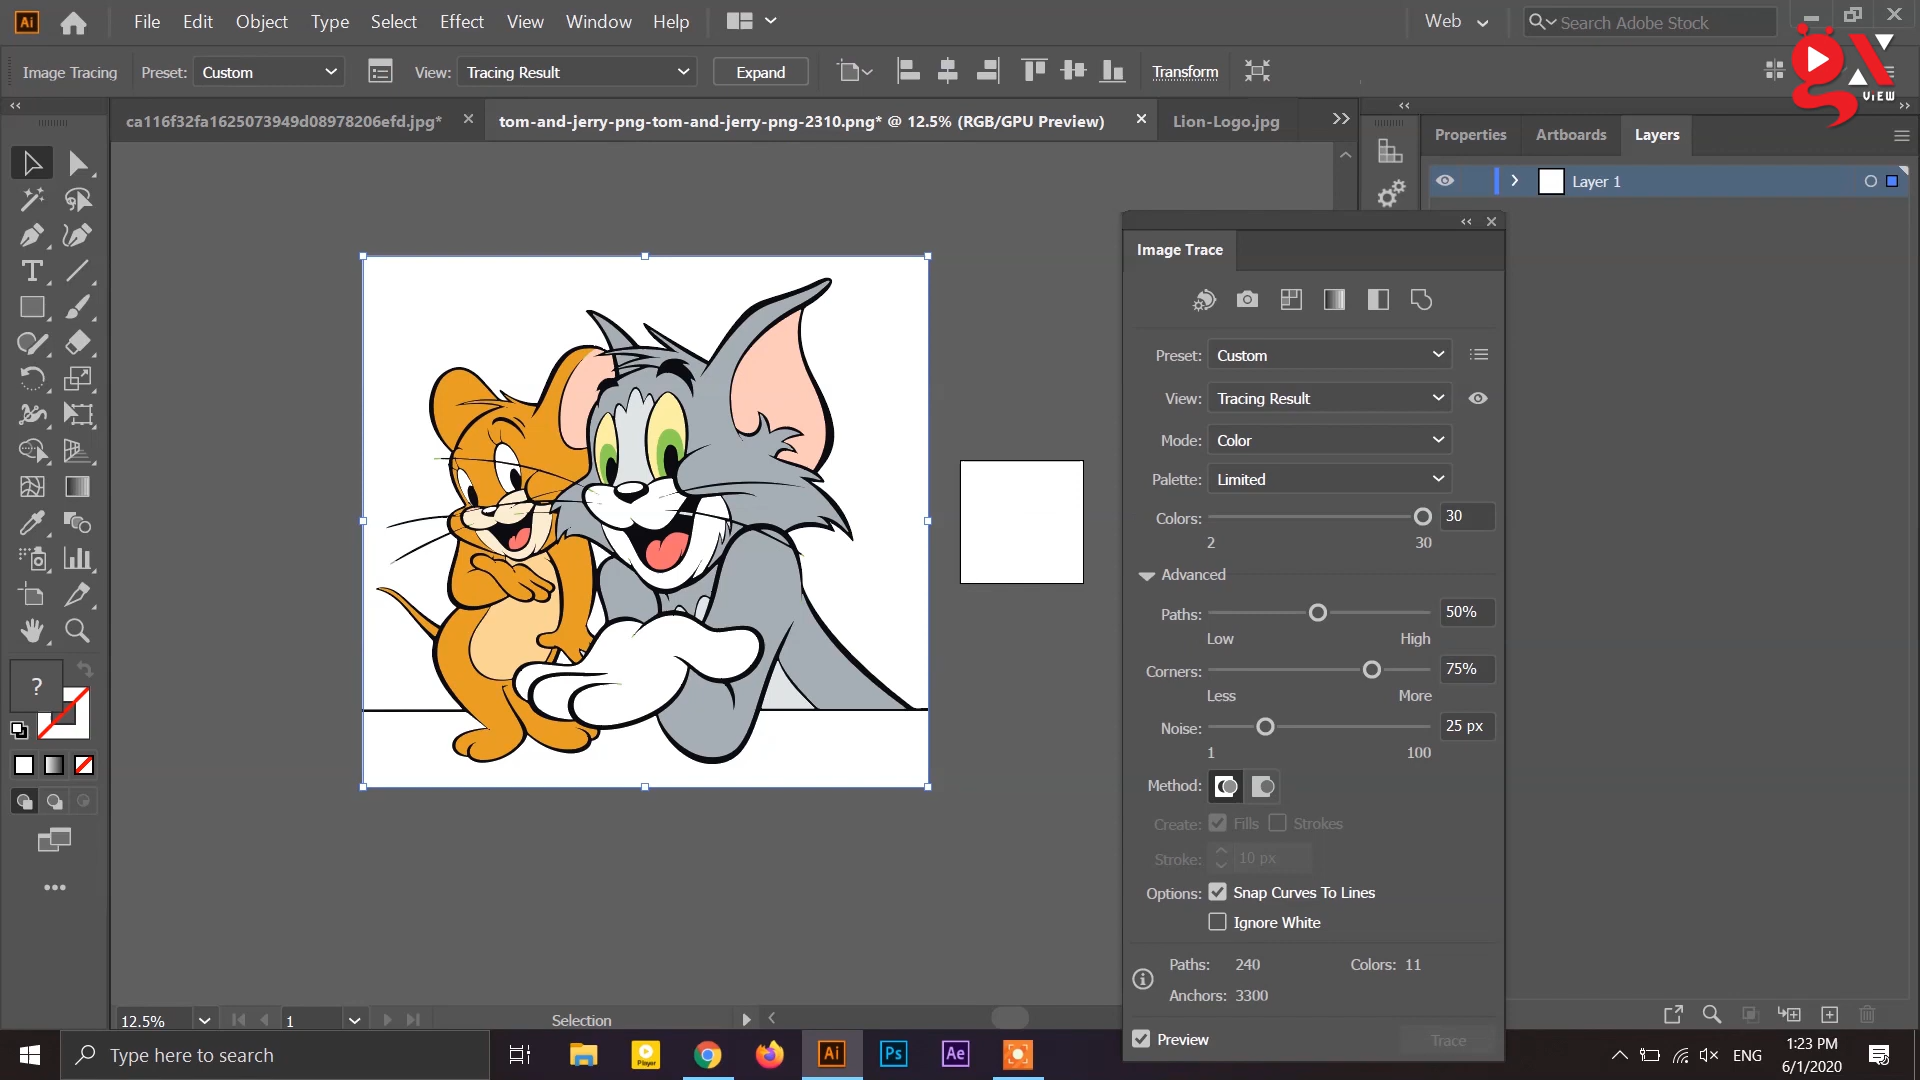 Ai File Edit Object Type Select Effect View Window Help Web Search Adobe Stock
Image Tracing Preset: Custom View: Tracing Result Expand Transform
VIEW
ca116f32fa1625073949d08978206efd.jpg* tom-and-jerry-png-tom-and-jerry-png-2310.png* @ 12.5% (RGB/GPU Preview) Lion-Logo.jpg
Properties Artboards Layers
Layer 1
Image Trace
Preset: Custom
View: Tracing Result
Mode: Color
Palette: Limited
Colors: 30
2 30
Advanced
Paths: 50%
Low High
Corners: 75%
Less More
Noise: 25 px
1 100
Method:
Create: Fills Strokes
Stroke: 10 px
Options: Snap Curves To Lines
Ignore White
Paths: 240 Colors: 11
Anchors: 3300
Preview Trace
?
12.5% 1 Selection
Type here to search Player Ai Ps Ae ENG
1:23 PM
6/1/2020